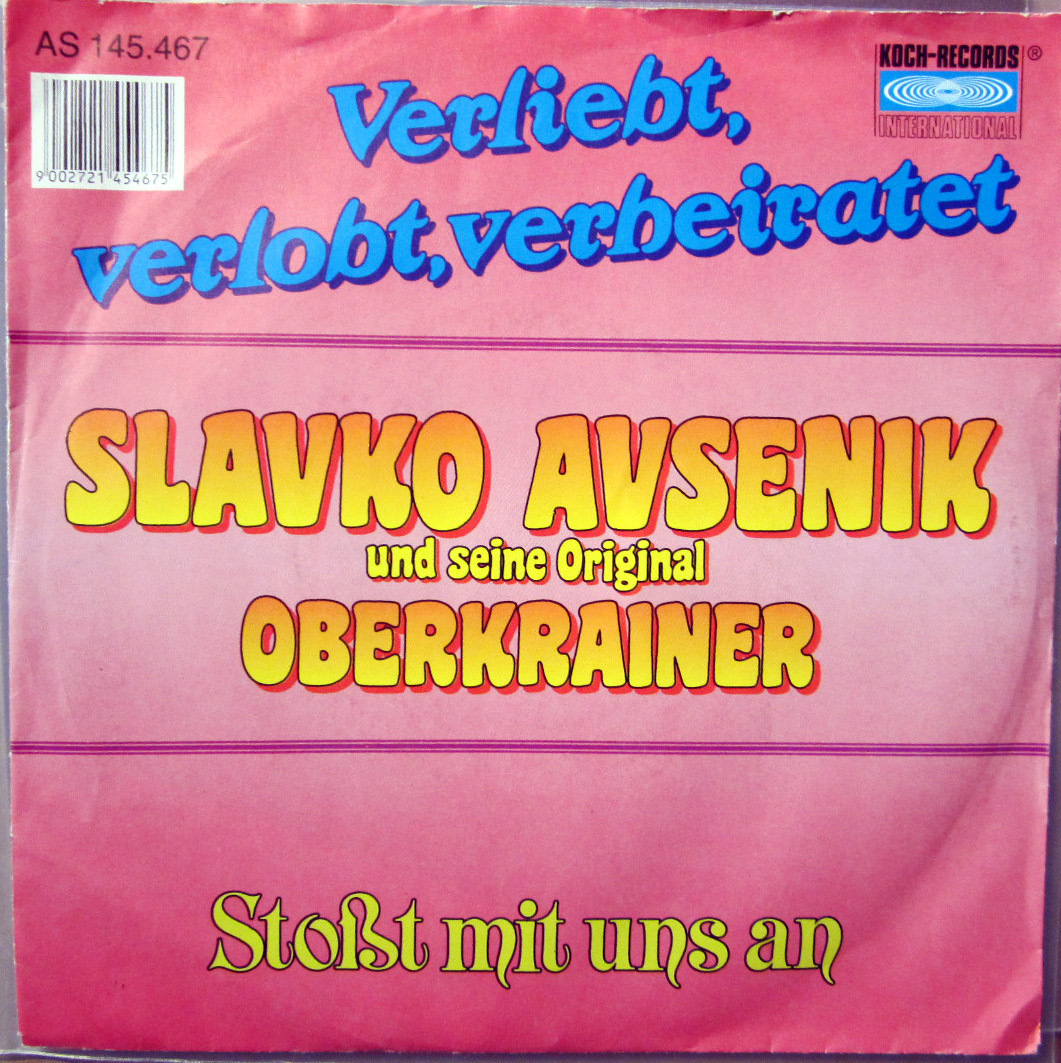 AS 145.467
KOCH-RECORDS ®
INTERNATIONAL
9 002721 454675
Verliebt,
verlobt, verheiratet
SLAVKO AVSENIK
und seine Original
OBERKRAINER
Stoßt mit uns an